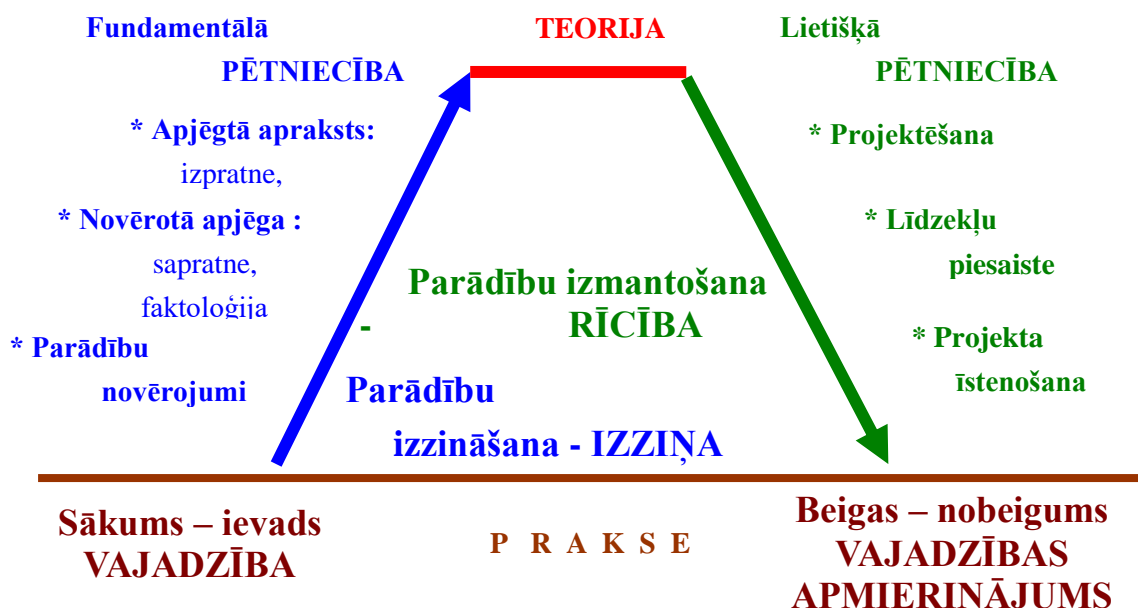 Fundamentālā
PĒTNIECĪBA
* Apjēgtā apraksts:
izpratne,
* Novērotā apjēga :
sapratne,
faktoloģija
* Parādību
novērojumi
TEORIJA
Lietišķā
PĒTNIECĪBA
* Projektēšana
* Līdzekļu
piesaiste
* Projekta
īstenošana
Parādību izmantošana
- RĪCĪBA
Parādību
izzināšana - IZZIŅA
Sākums – ievads
VAJADZĪBA
P R A K S E
Beigas – nobeigums
VAJADZĪBAS
APMIERINĀJUMS